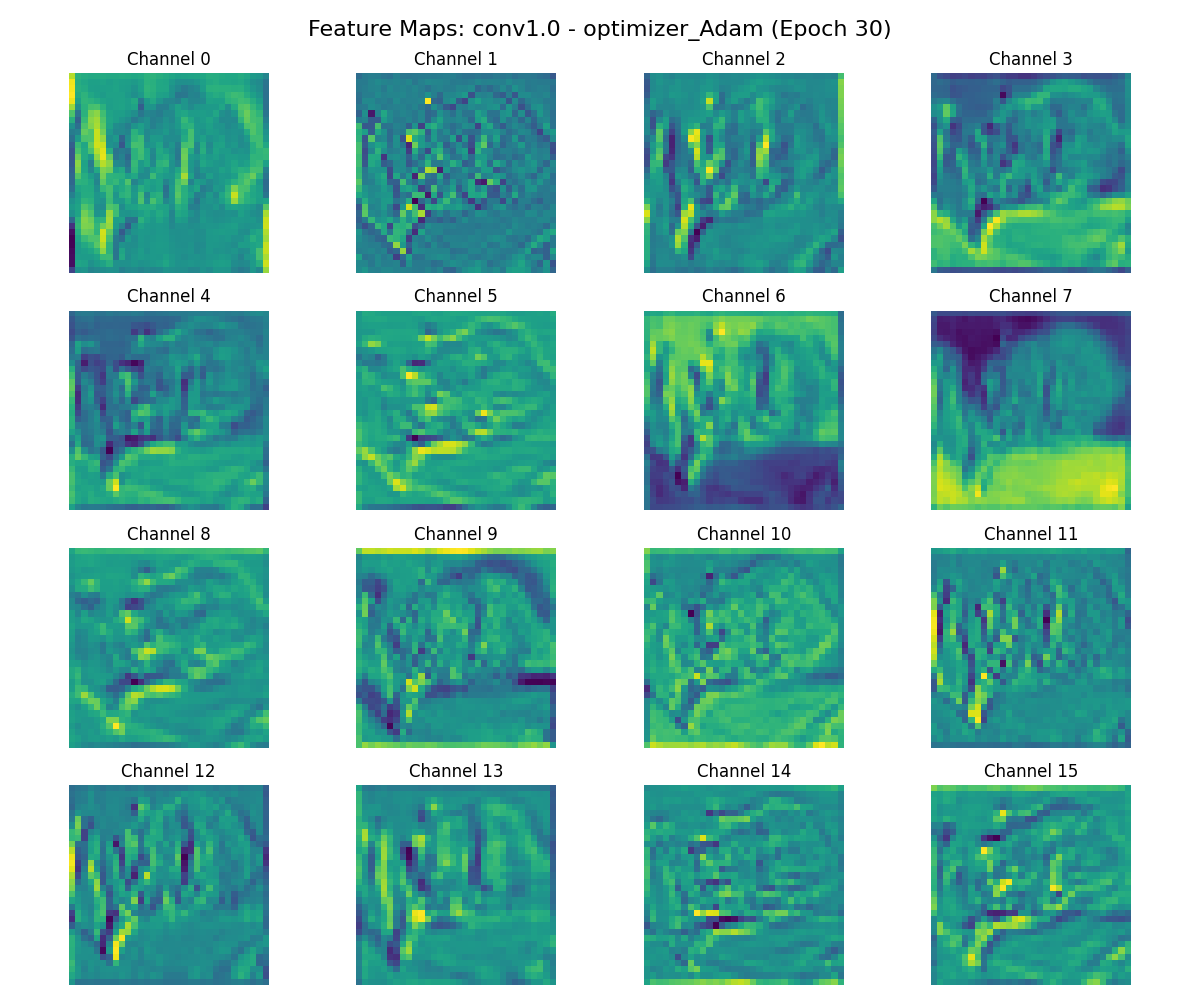 Feature Maps: conv1.0 - optimizer_Adam (Epoch 30)
Channel 0
Channel 1
Channel 2
Channel 3
Channel 4
Channel 5
Channel 6
Channel 7
Channel 8
Channel 9
Channel 10
Channel 11
Channel 12
Channel 13
Channel 14
Channel 15